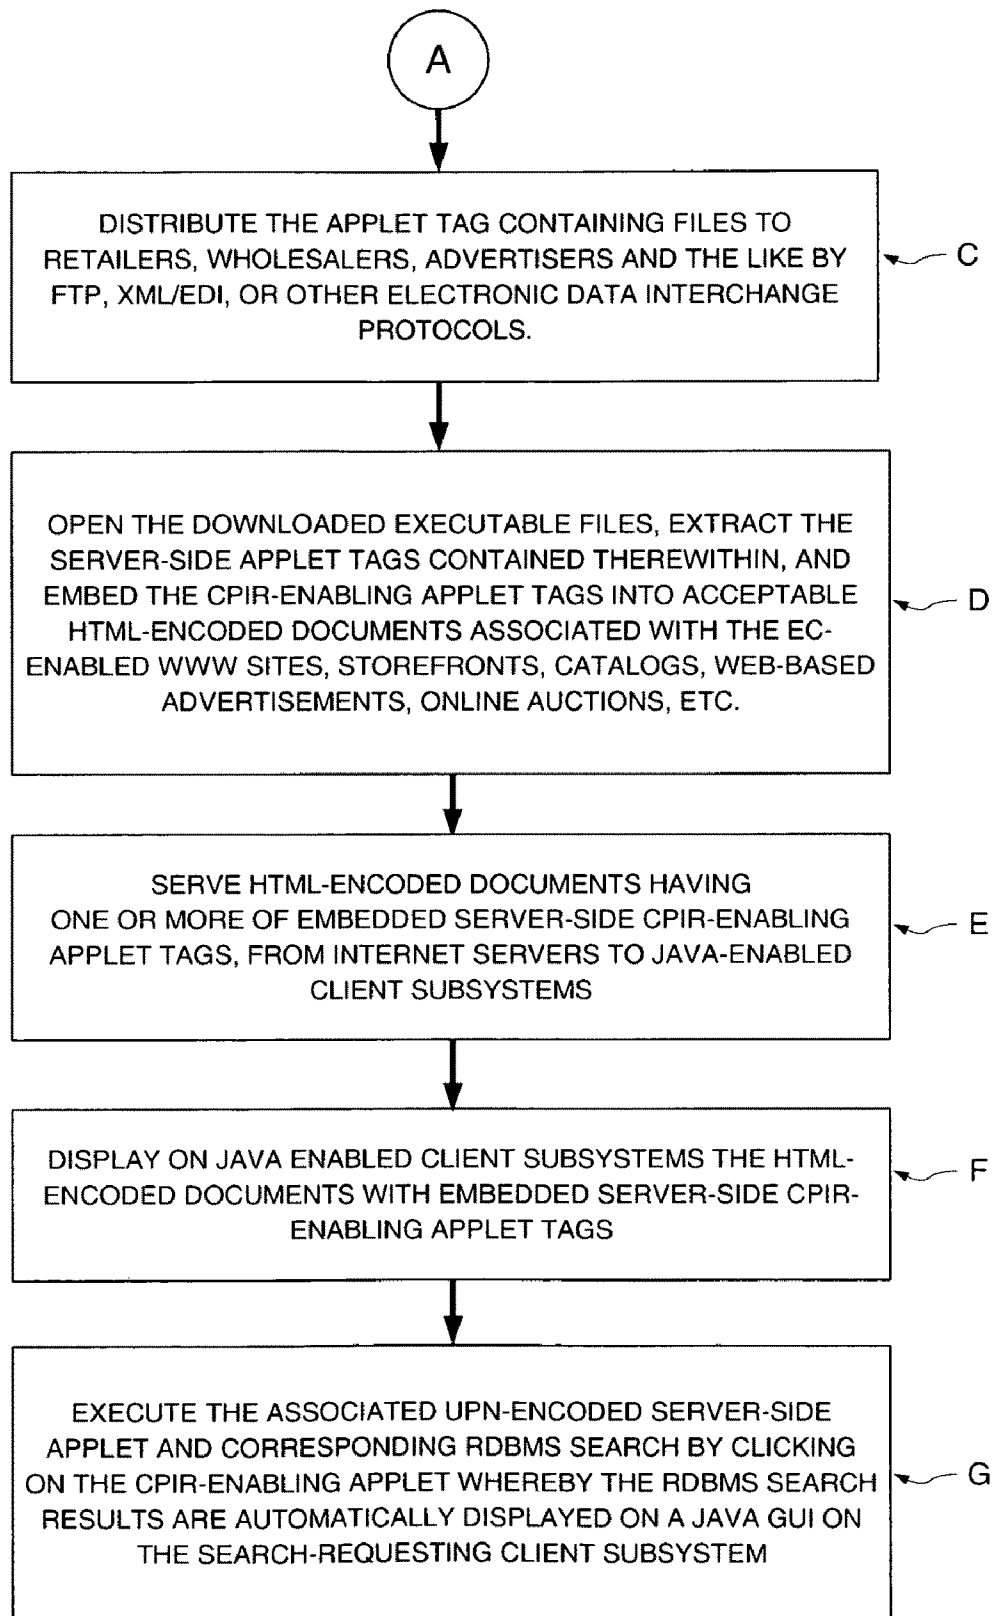 A
DISTRIBUTE THE APPLET TAG CONTAINING FILES TO
RETAILERS, WHOLESALERS, ADVERTISERS AND THE LIKE BY
FTP, XML/EDI, OR OTHER ELECTRONIC DATA INTERCHANGE
PROTOCOLS.
C
OPEN THE DOWNLOADED EXECUTABLE FILES, EXTRACT THE
SERVER-SIDE APPLET TAGS CONTAINED THEREWITHIN, AND
EMBED THE CPIR-ENABLING APPLET TAGS INTO ACCEPTABLE
HTML-ENCODED DOCUMENTS ASSOCIATED WITH THE EC-
ENABLED WWW SITES, STOREFRONTS, CATALOGS, WEB-BASED
ADVERTISEMENTS, ONLINE AUCTIONS, ETC.
D
SERVE HTML-ENCODED DOCUMENTS HAVING
ONE OR MORE OF EMBEDDED SERVER-SIDE CPIR-ENABLING
APPLET TAGS, FROM INTERNET SERVERS TO JAVA-ENABLED
CLIENT SUBSYSTEMS
E
DISPLAY ON JAVA ENABLED CLIENT SUBSYSTEMS THE HTML-
ENCODED DOCUMENTS WITH EMBEDDED SERVER-SIDE CPIR-
ENABLING APPLET TAGS
F
EXECUTE THE ASSOCIATED UPN-ENCODED SERVER-SIDE
APPLET AND CORRESPONDING RDBMS SEARCH BY CLICKING
ON THE CPIR-ENABLING APPLET WHEREBY THE RDBMS SEARCH
RESULTS ARE AUTOMATICALLY DISPLAYED ON A JAVA GUI ON
THE SEARCH-REQUESTING CLIENT SUBSYSTEM
G